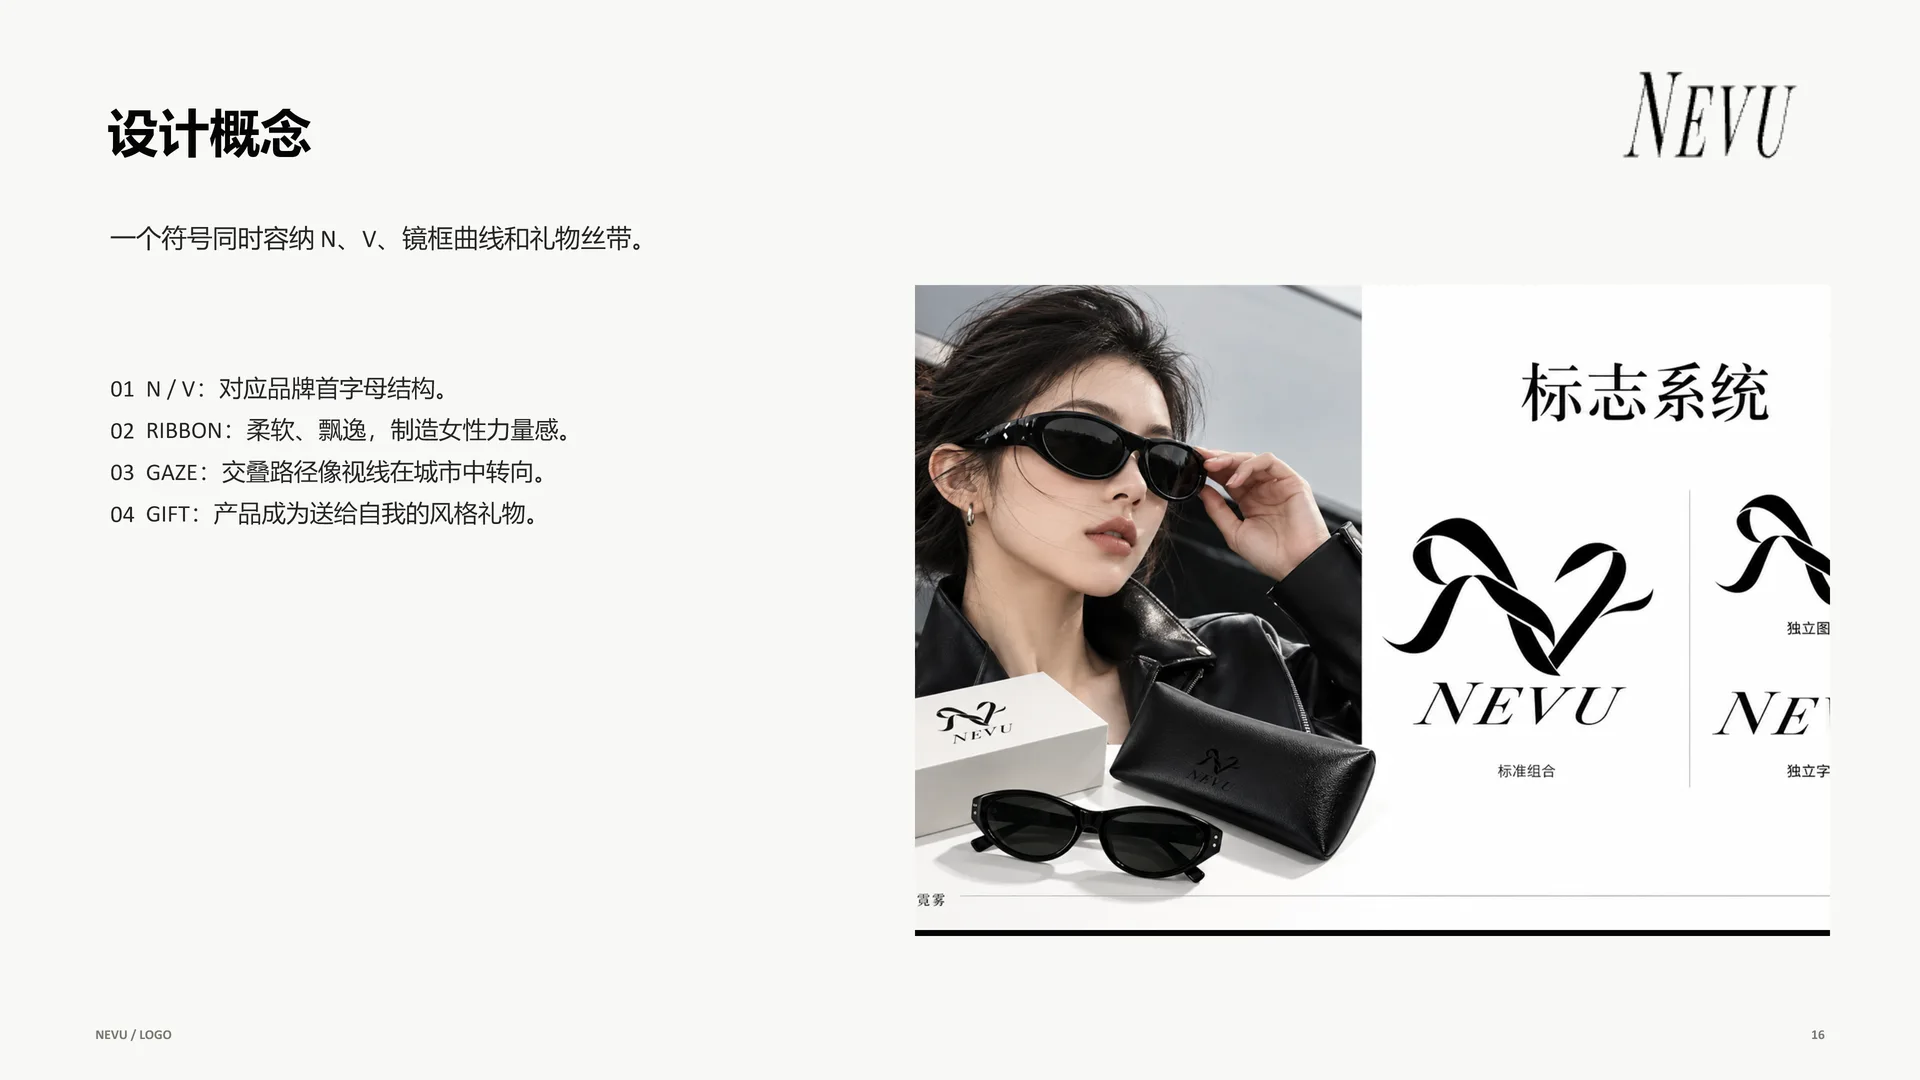 设计概念
NEVU
一个符号同时容纳 N、V、镜框曲线和礼物丝带。
01 N / V：对应品牌首字母结构。
02 RIBBON：柔软、飘逸，制造女性力量感。
03 GAZE：交叠路径像视线在城市中转向。
04 GIFT：产品成为送给自我的风格礼物。
标志系统
独立图
NEVU
NEV
标准组合
独立字
NEVU
NEVU
霓雾
NEVU / LOGO
16